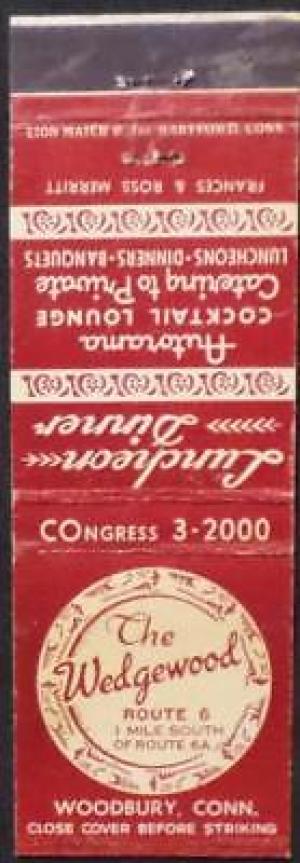 LION MATCH
HARTFORD CONN
FRANCES & ROSS MERRITT
LUNCHEONS·DINNERS·BANQUETS
Catering to Private
COCKTAIL LOUNGE
Autorama
Dinner
Luncheon
CONGRESS 3-2000
The
Wedgewood
ROUTE 6
1 MILE SOUTH
OF ROUTE 6A
WOODBURY, CONN.
CLOSE COVER BEFORE STRIKING